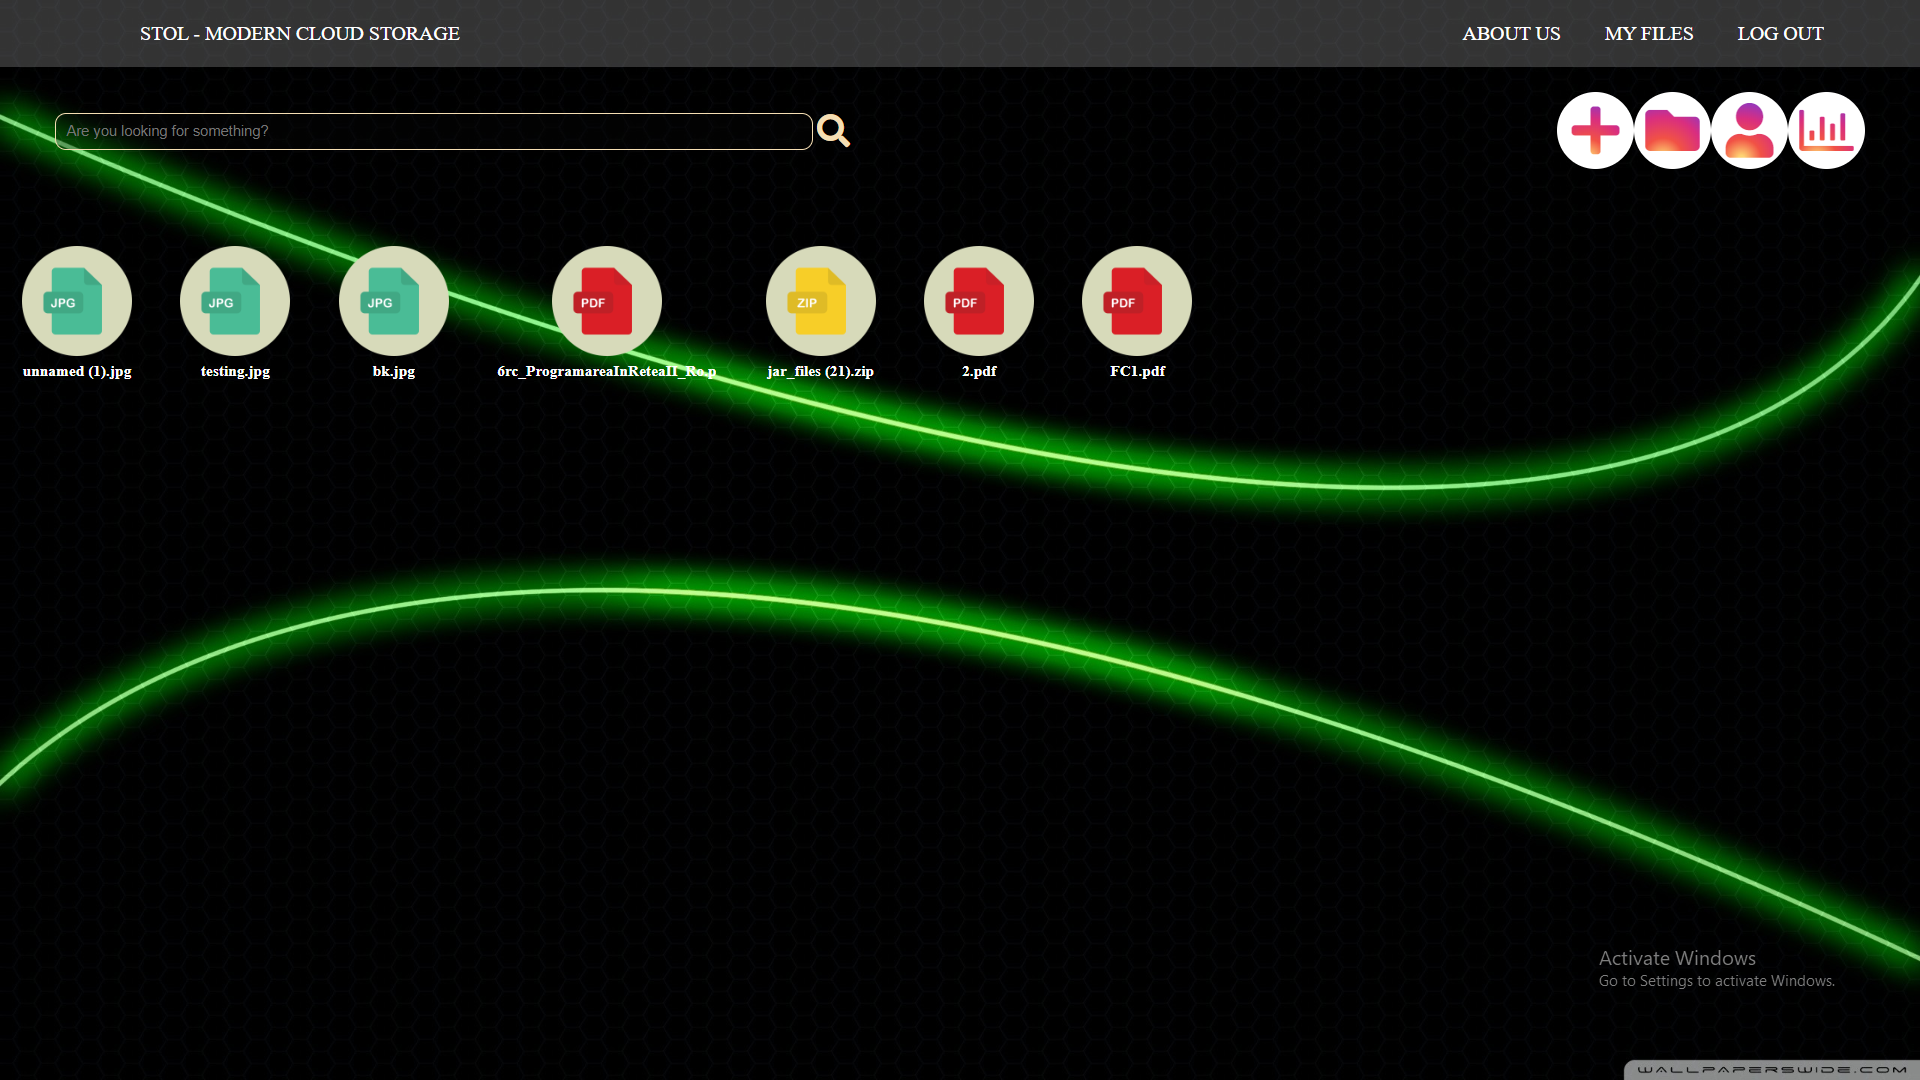 STOL - MODERN CLOUD STORAGE
ABOUT US
MY FILES
LOG OUT
Are you looking for something?
JPG
JPG
JPG
PDF
ZIP
PDF
PDF
unnamed (1).jpg
testing.jpg
bk.jpg
6rc_ProgramareaInReteaII_Ro.p
jar_files (21).zip
2.pdf
FC1.pdf
Activate Windows
Go to Settings to activate Windows.
WALLPAPERSWIDE.COM